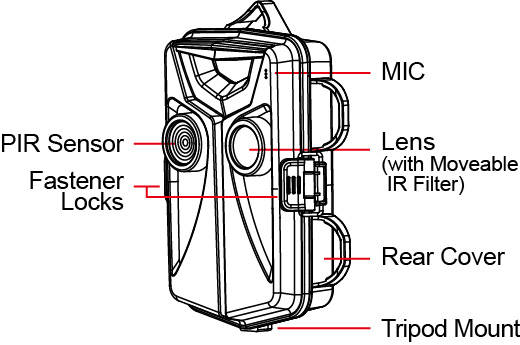 MIC
PIR Sensor
Lens
(with Moveable
IR Filter)
Fastener
Locks
Rear Cover
Tripod Mount